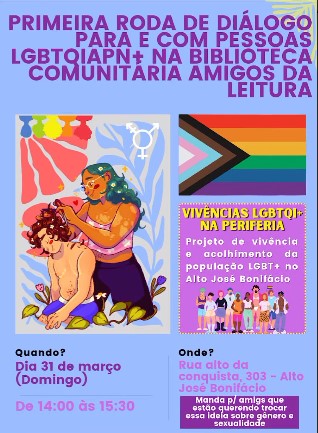 PRIMEIRA RODA DE DIÁLOGO
PARA E COM PESSOAS
LGBTQIAPN+ NA BIBLIOTECA
COMUNITÁRIA AMIGOS DA
LEITURA
VIVÊNCIAS LGBTQI+
NA PERIFERIA
Projeto de vivência
e acolhimento da
população LGBT+ no
Alto José Bonifácio
Quando?
Dia 31 de março
(Domingo)
De 14:00 às 15:30
Onde?
Rua alto da
conquista, 303 - Alto
José Bonifácio
Manda p/ amigs que
estão querendo trocar
essa ideia sobre gênero e
sexualidade